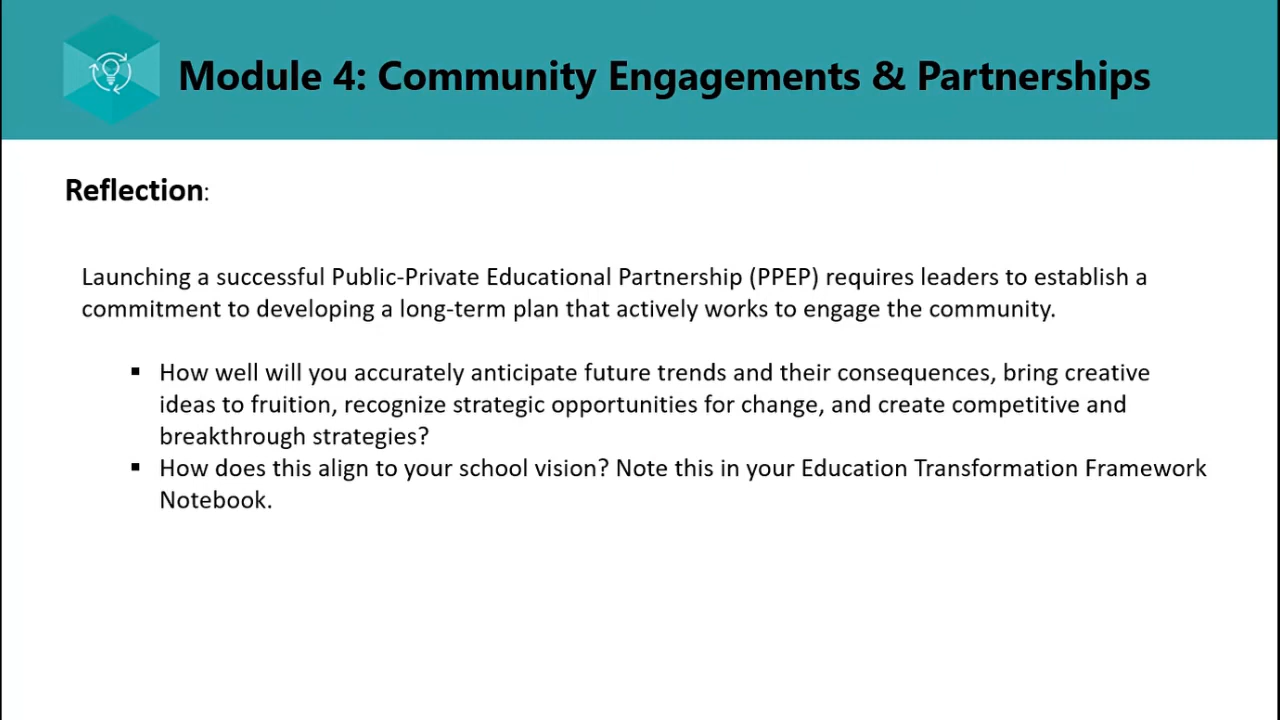 Module 4: Community Engagements & Partnerships
Reflection:
Launching a successful Public-Private Educational Partnership (PPEP) requires leaders to establish a
commitment to developing a long-term plan that actively works to engage the community.
▪ How well will you accurately anticipate future trends and their consequences, bring creative
ideas to fruition, recognize strategic opportunities for change, and create competitive and
breakthrough strategies?
▪ How does this align to your school vision? Note this in your Education Transformation Framework
Notebook.